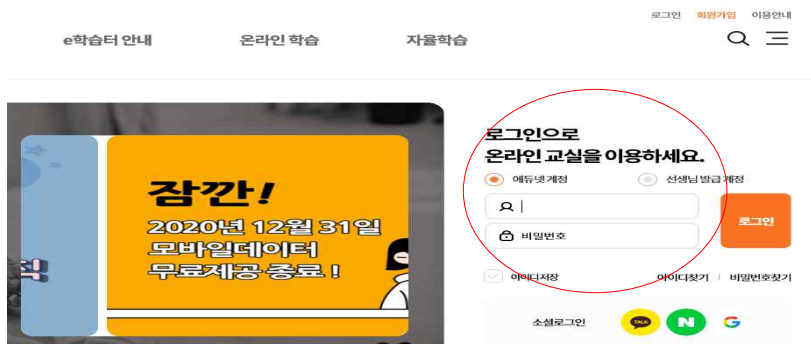 로그인 회원가입 이용안내
e학습터 안내 온라인 학습 자율학습
잠깐!
2020년 12월 31일
모바일데이터
무료제공 종료!
로그인으로
온라인 교실을 이용하세요.
에듀넷계정 선생님발급계정
비밀번호
로그인
아이디저장 아이디찾기 | 비밀번호찾기
소셜로그인 TALK N G